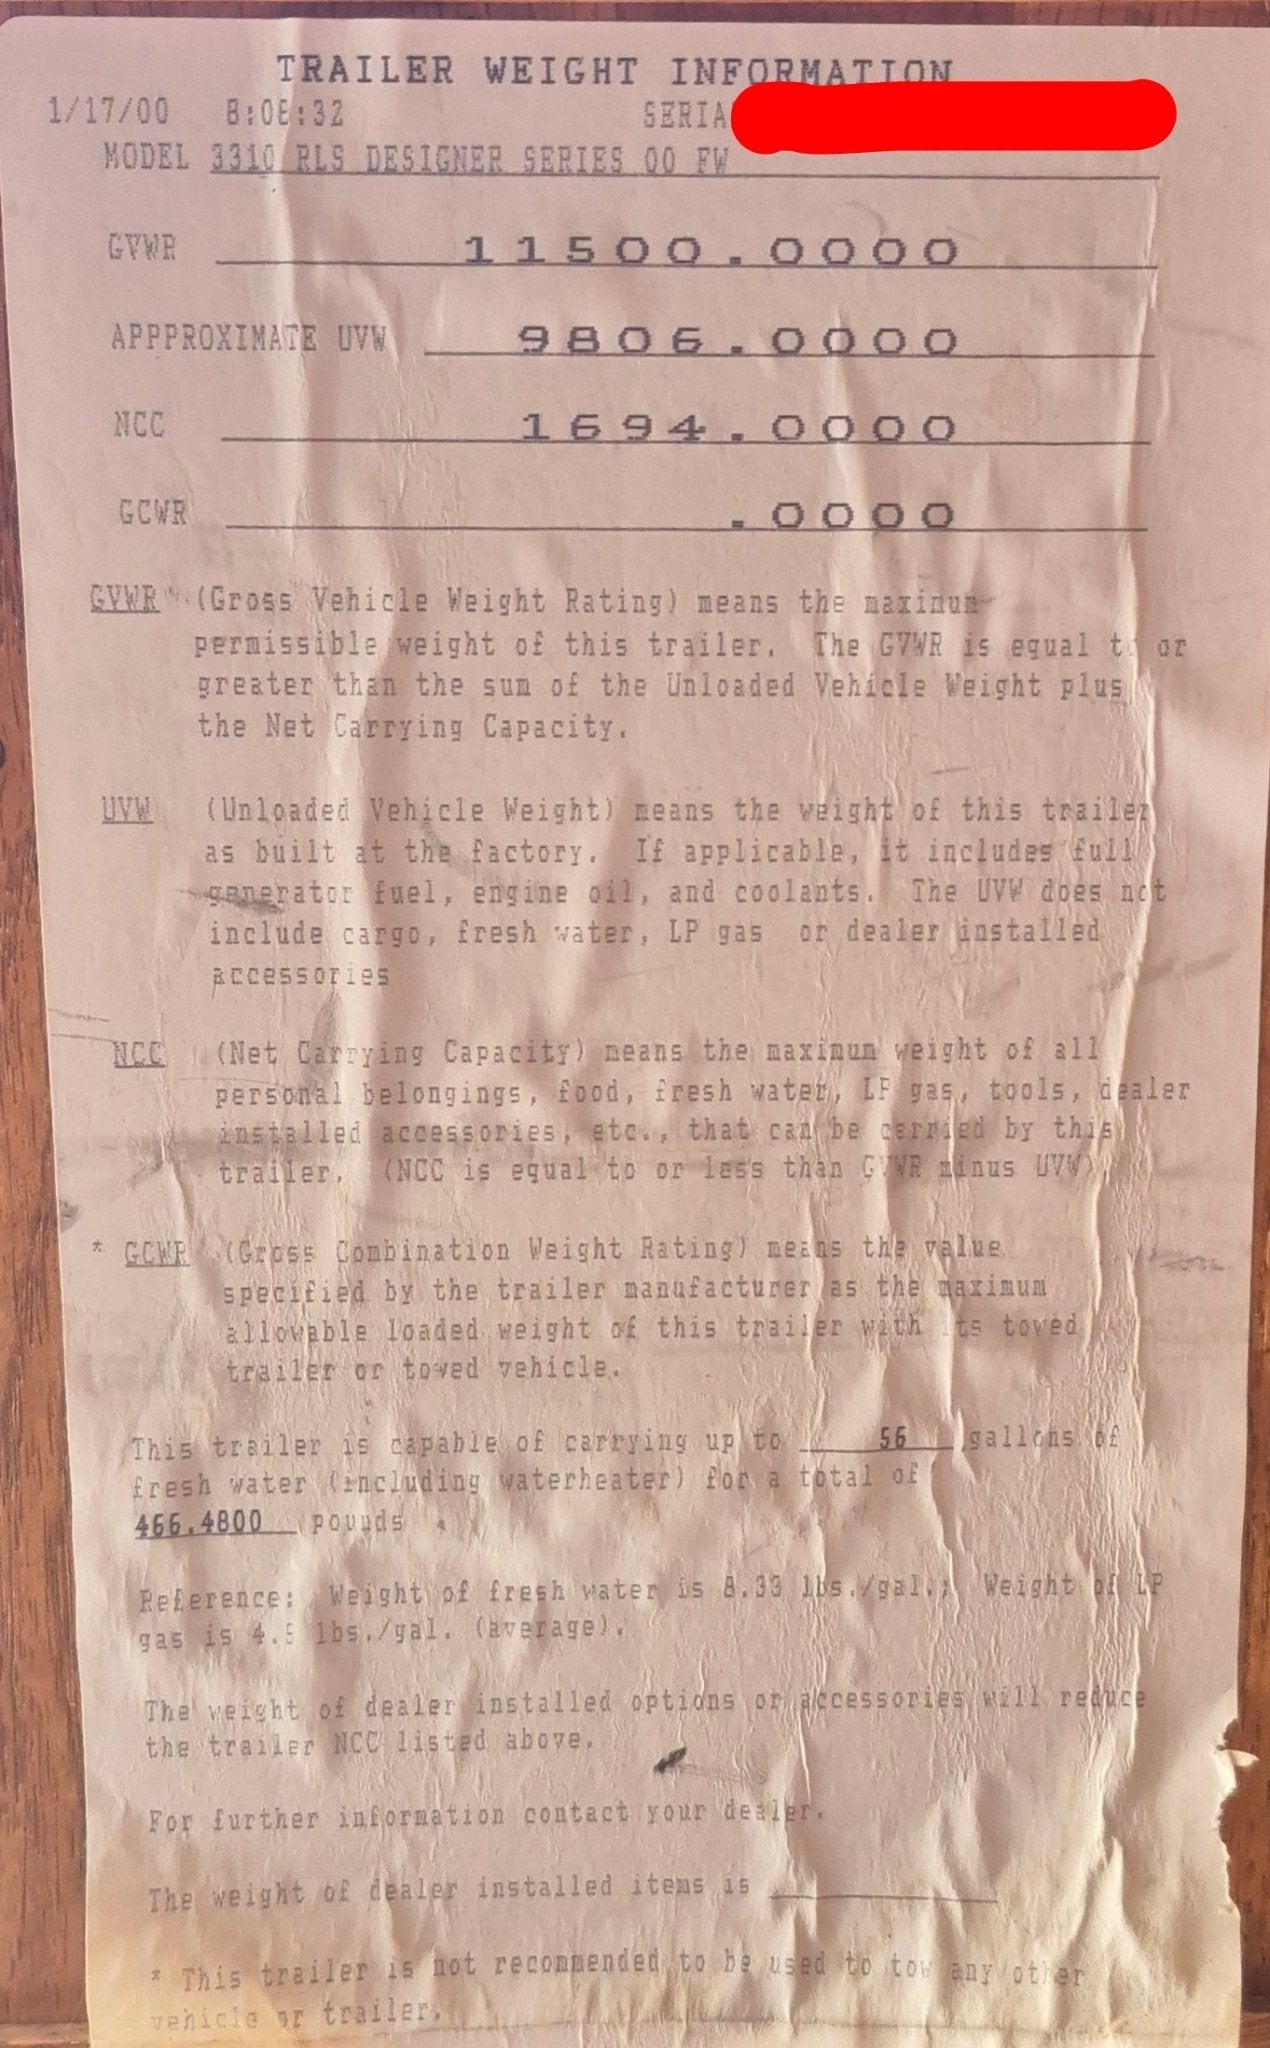 TRAILER WEIGHT INFORMATION
1/17/00 8:08:32 SERIA
MODEL 3310 RLS DESIGNER SERIES 00 FW
GVWR 11500.0000
APPPROXIMATE UVW 9806.0000
NCC 1694.0000
GCWR .0000
GVWR (Gross Vehicle Weight Rating) means the maximum
permissible weight of this trailer. The GVWR is equal to or
greater than the sum of the Unloaded Vehicle Weight plus
the Net Carrying Capacity.
UVW (Unloaded Vehicle Weight) means the weight of this trailer
as built at the factory. If applicable, it includes full
generator fuel, engine oil, and coolants. The UVW does not
include cargo, fresh water, LP gas or dealer installed
accessories
NCC (Net Carrying Capacity) means the maximum weight of all
personal belongings, food, fresh water, LP gas, tools, dealer
installed accessories, etc., that can be carried by this
trailer. (NCC is equal to or less than GVWR minus UVW)
* GCWR (Gross Combination Weight Rating) means the value
specified by the trailer manufacturer as the maximum
allowable loaded weight of this trailer with its towed
trailer or towed vehicle.
This trailer is capable of carrying up to 56 gallons of
fresh water (including waterheater) for a total of
466.4800 pounds
Reference: Weight of fresh water is 8.33 lbs./gal.; Weight of LP
gas is 4.5 lbs./gal. (average).
The weight of dealer installed options or accessories will reduce
the trailer NCC listed above.
For further information contact your dealer.
The weight of dealer installed items is
* This trailer is not recommended to be used to tow any other
vehicle or trailer.